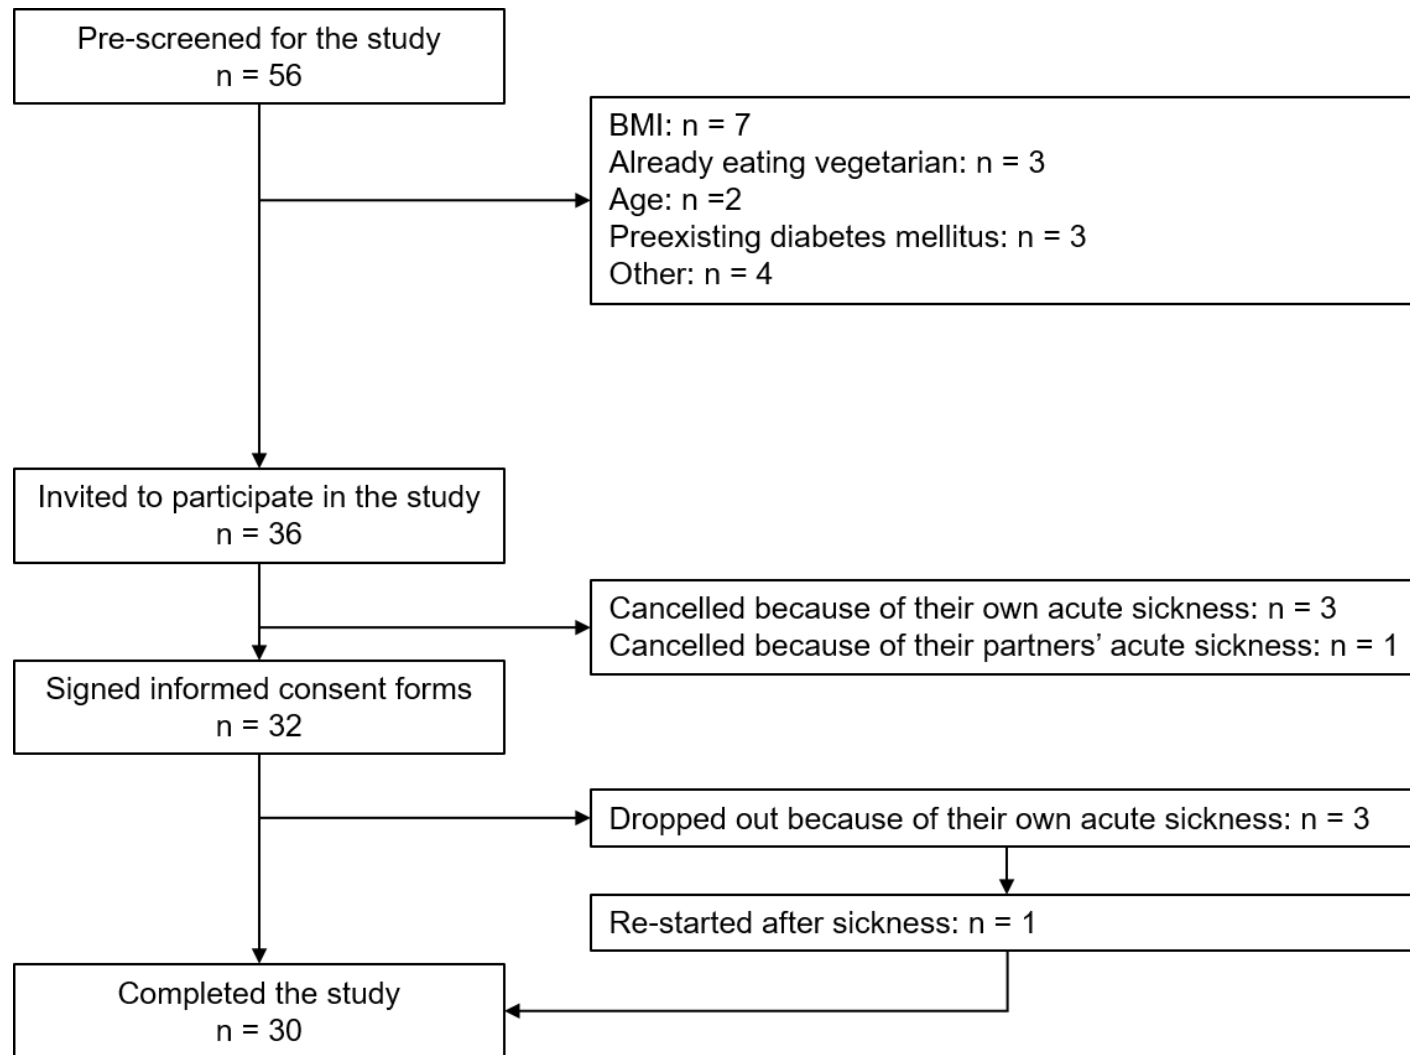 Pre-screened for the study
n = 56
BMI: n = 7
Already eating vegetarian: n = 3
Age: n =2
Preexisting diabetes mellitus: n = 3
Other: n = 4
Invited to participate in the study
n = 36
Cancelled because of their own acute sickness: n = 3
Cancelled because of their partners’ acute sickness: n = 1
Signed informed consent forms
n = 32
Dropped out because of their own acute sickness: n = 3
Re-started after sickness: n = 1
Completed the study
n = 30